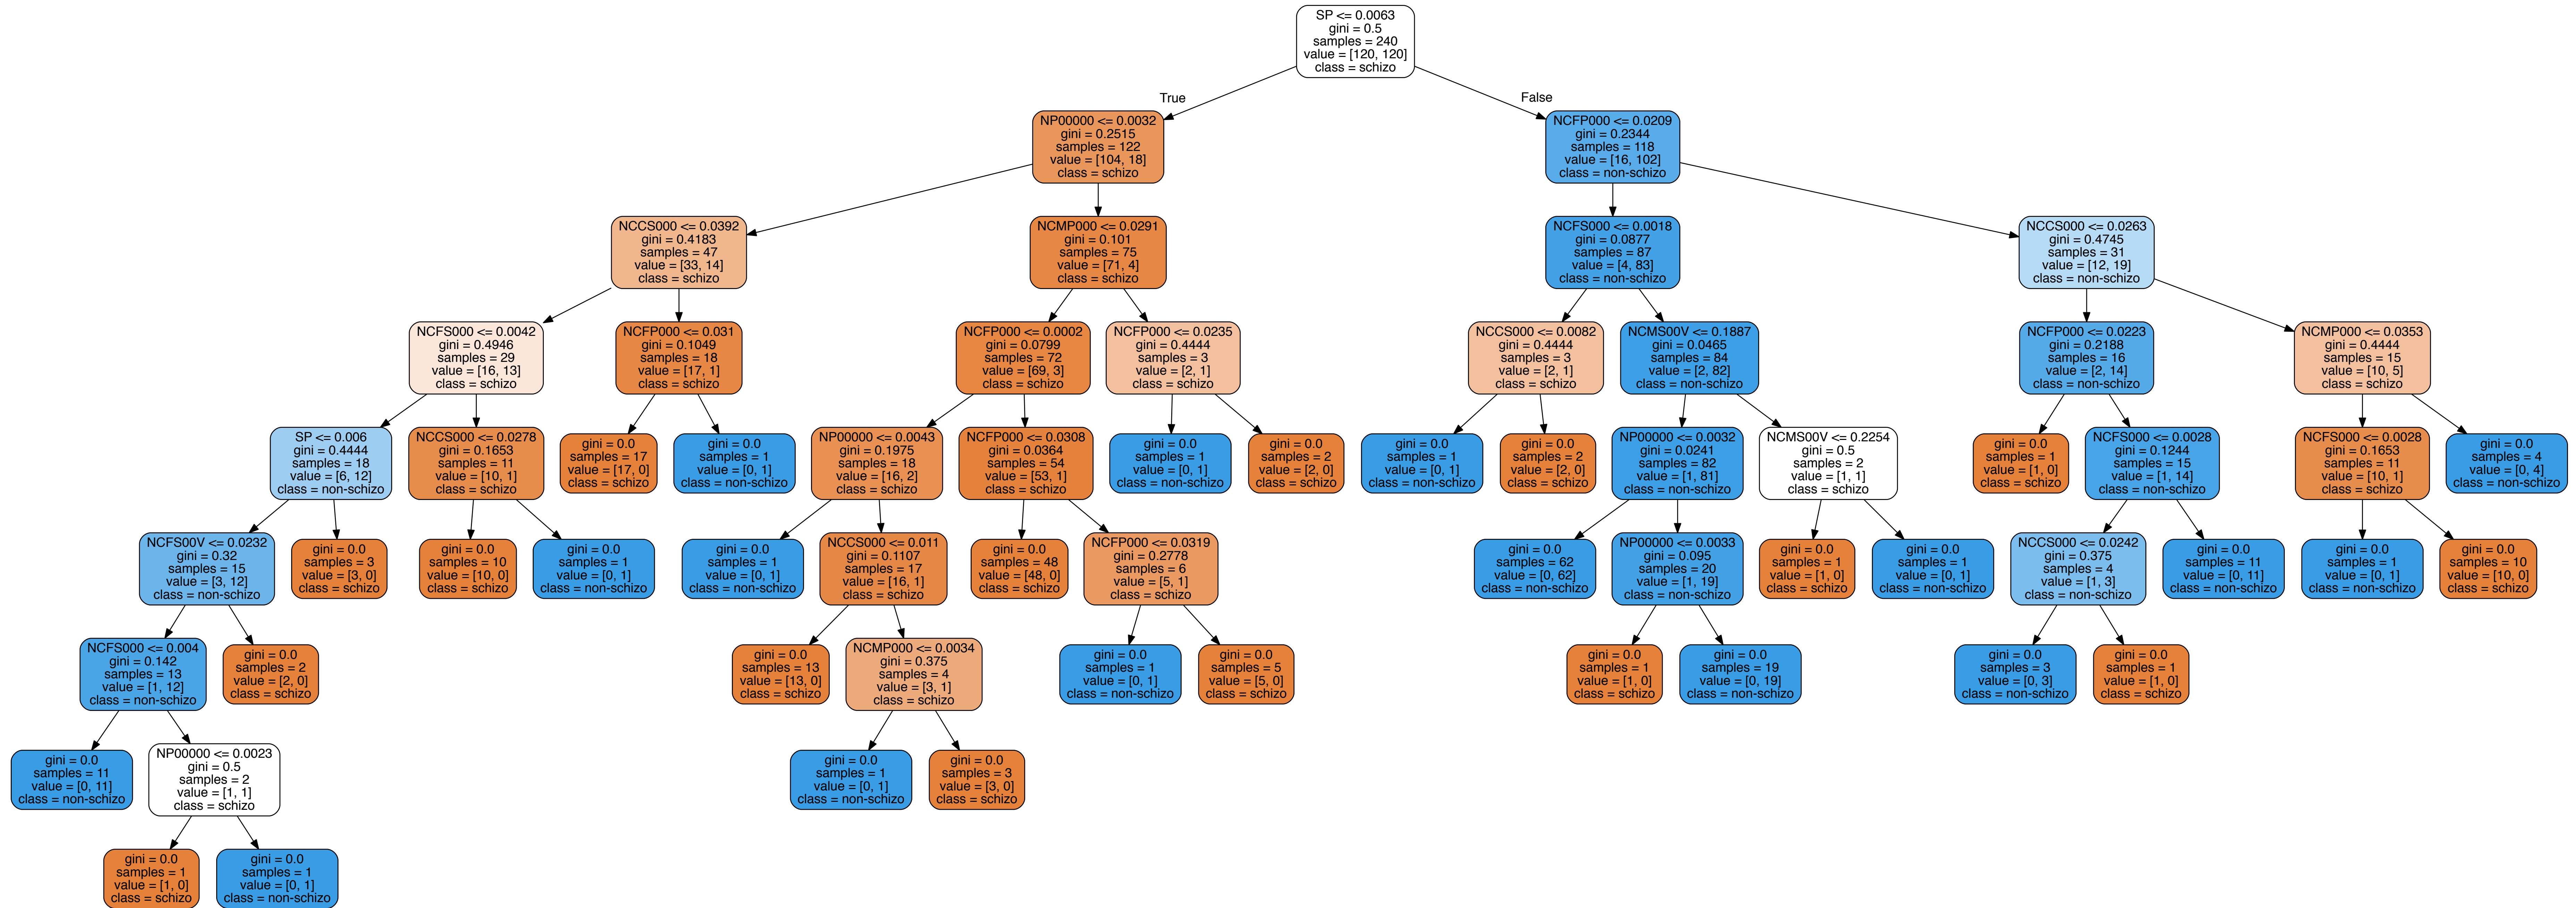 SP <= 0.0063
gini = 0.5
samples = 240
value = [120, 120]
class = schizo
True
False
NP00000 <= 0.0032
gini = 0.2515
samples = 122
value = [104, 18]
class = schizo
NCFP000 <= 0.0209
gini = 0.2344
samples = 118
value = [16, 102]
class = non-schizo
NCCS000 <= 0.0392
gini = 0.4183
samples = 47
value = [33, 14]
class = schizo
NCMP000 <= 0.0291
gini = 0.101
samples = 75
value = [71, 4]
class = schizo
NCFS000 <= 0.0018
gini = 0.0877
samples = 87
value = [4, 83]
class = non-schizo
NCCS000 <= 0.0263
gini = 0.4745
samples = 31
value = [12, 19]
class = non-schizo
NCFS000 <= 0.0042
gini = 0.4946
samples = 29
value = [16, 13]
class = schizo
NCFP000 <= 0.031
gini = 0.1049
samples = 18
value = [17, 1]
class = schizo
NCFP000 <= 0.0002
gini = 0.0799
samples = 72
value = [69, 3]
class = schizo
NCFP000 <= 0.0235
gini = 0.4444
samples = 3
value = [2, 1]
class = schizo
NCCS000 <= 0.0082
gini = 0.4444
samples = 3
value = [2, 1]
class = schizo
NCMS00V <= 0.1887
gini = 0.0465
samples = 84
value = [2, 82]
class = non-schizo
NCFP000 <= 0.0223
gini = 0.2188
samples = 16
value = [2, 14]
class = non-schizo
NCMP000 <= 0.0353
gini = 0.4444
samples = 15
value = [10, 5]
class = schizo
SP <= 0.006
gini = 0.4444
samples = 18
value = [6, 12]
class = non-schizo
NCCS000 <= 0.0278
gini = 0.1653
samples = 11
value = [10, 1]
class = schizo
gini = 0.0
samples = 17
value = [17, 0]
class = schizo
gini = 0.0
samples = 1
value = [0, 1]
class = non-schizo
NP00000 <= 0.0043
gini = 0.1975
samples = 18
value = [16, 2]
class = schizo
NCFP000 <= 0.0308
gini = 0.0364
samples = 54
value = [53, 1]
class = schizo
gini = 0.0
samples = 1
value = [0, 1]
class = non-schizo
gini = 0.0
samples = 2
value = [2, 0]
class = schizo
gini = 0.0
samples = 1
value = [0, 1]
class = non-schizo
gini = 0.0
samples = 2
value = [2, 0]
class = schizo
NP00000 <= 0.0032
gini = 0.0241
samples = 82
value = [1, 81]
class = non-schizo
NCMS00V <= 0.2254
gini = 0.5
samples = 2
value = [1, 1]
class = schizo
gini = 0.0
samples = 1
value = [1, 0]
class = schizo
NCFS000 <= 0.0028
gini = 0.1244
samples = 15
value = [1, 14]
class = non-schizo
NCFS000 <= 0.0028
gini = 0.1653
samples = 11
value = [10, 1]
class = schizo
gini = 0.0
samples = 4
value = [0, 4]
class = non-schizo
NCFS00V <= 0.0232
gini = 0.32
samples = 15
value = [3, 12]
class = non-schizo
gini = 0.0
samples = 3
value = [3, 0]
class = schizo
gini = 0.0
samples = 10
value = [10, 0]
class = schizo
gini = 0.0
samples = 1
value = [0, 1]
class = non-schizo
gini = 0.0
samples = 1
value = [0, 1]
class = non-schizo
NCCS000 <= 0.011
gini = 0.1107
samples = 17
value = [16, 1]
class = schizo
gini = 0.0
samples = 48
value = [48, 0]
class = schizo
NCFP000 <= 0.0319
gini = 0.2778
samples = 6
value = [5, 1]
class = schizo
gini = 0.0
samples = 62
value = [0, 62]
class = non-schizo
NP00000 <= 0.0033
gini = 0.095
samples = 20
value = [1, 19]
class = non-schizo
gini = 0.0
samples = 1
value = [1, 0]
class = schizo
gini = 0.0
samples = 1
value = [0, 1]
class = non-schizo
NCCS000 <= 0.0242
gini = 0.375
samples = 4
value = [1, 3]
class = non-schizo
gini = 0.0
samples = 11
value = [0, 11]
class = non-schizo
gini = 0.0
samples = 1
value = [0, 1]
class = non-schizo
gini = 0.0
samples = 10
value = [10, 0]
class = schizo
NCFS000 <= 0.004
gini = 0.142
samples = 13
value = [1, 12]
class = non-schizo
gini = 0.0
samples = 2
value = [2, 0]
class = schizo
gini = 0.0
samples = 13
value = [13, 0]
class = schizo
NCMP000 <= 0.0034
gini = 0.375
samples = 4
value = [3, 1]
class = schizo
gini = 0.0
samples = 1
value = [0, 1]
class = non-schizo
gini = 0.0
samples = 5
value = [5, 0]
class = schizo
gini = 0.0
samples = 1
value = [1, 0]
class = schizo
gini = 0.0
samples = 19
value = [0, 19]
class = non-schizo
gini = 0.0
samples = 3
value = [0, 3]
class = non-schizo
gini = 0.0
samples = 1
value = [1, 0]
class = schizo
gini = 0.0
samples = 11
value = [0, 11]
class = non-schizo
NP00000 <= 0.0023
gini = 0.5
samples = 2
value = [1, 1]
class = schizo
gini = 0.0
samples = 1
value = [0, 1]
class = non-schizo
gini = 0.0
samples = 3
value = [3, 0]
class = schizo
gini = 0.0
samples = 1
value = [1, 0]
class = schizo
gini = 0.0
samples = 1
value = [0, 1]
class = non-schizo